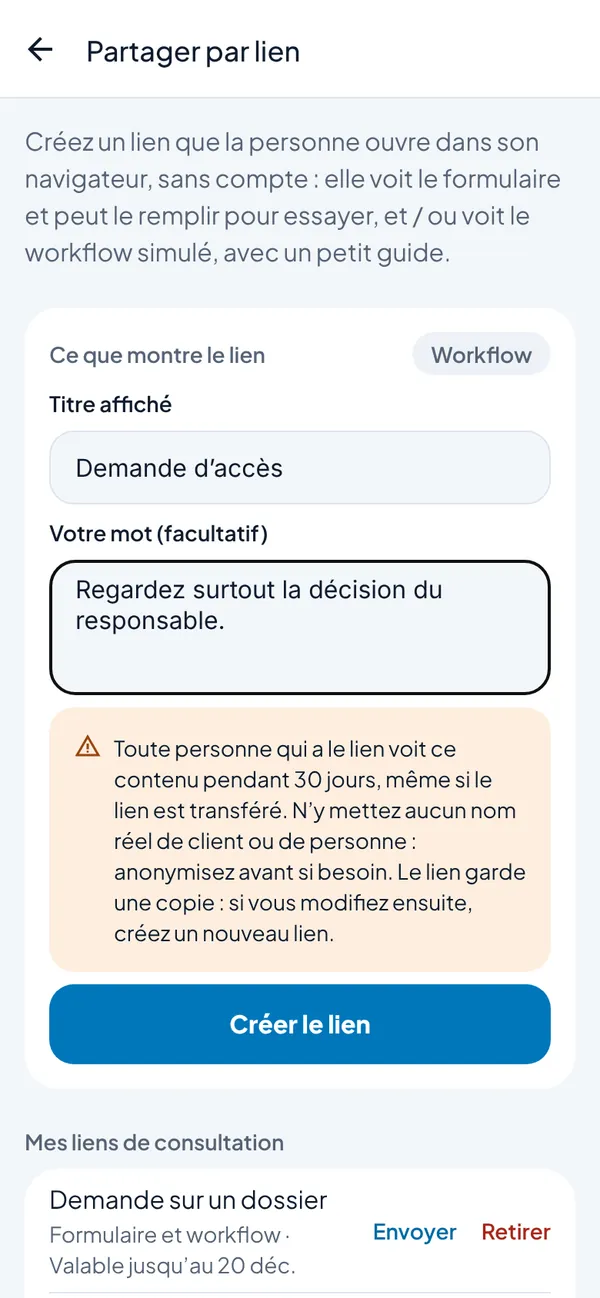 Partager par lien
Créez un lien que la personne ouvre dans son
navigateur, sans compte : elle voit le formulaire
et peut le remplir pour essayer, et / ou voit le
workflow simulé, avec un petit guide.
Ce que montre le lien
Workflow
Titre affiché
Demande d’accès
Votre mot (facultatif)
Regardez surtout la décision du
responsable.
Toute personne qui a le lien voit ce
contenu pendant 30 jours, même si le
lien est transféré. N’y mettez aucun nom
réel de client ou de personne :
anonymisez avant si besoin. Le lien garde
une copie : si vous modifiez ensuite,
créez un nouveau lien.
Créer le lien
Mes liens de consultation
Demande sur un dossier
Formulaire et workflow ·
Valable jusqu’au 20 déc.
Envoyer
Retirer